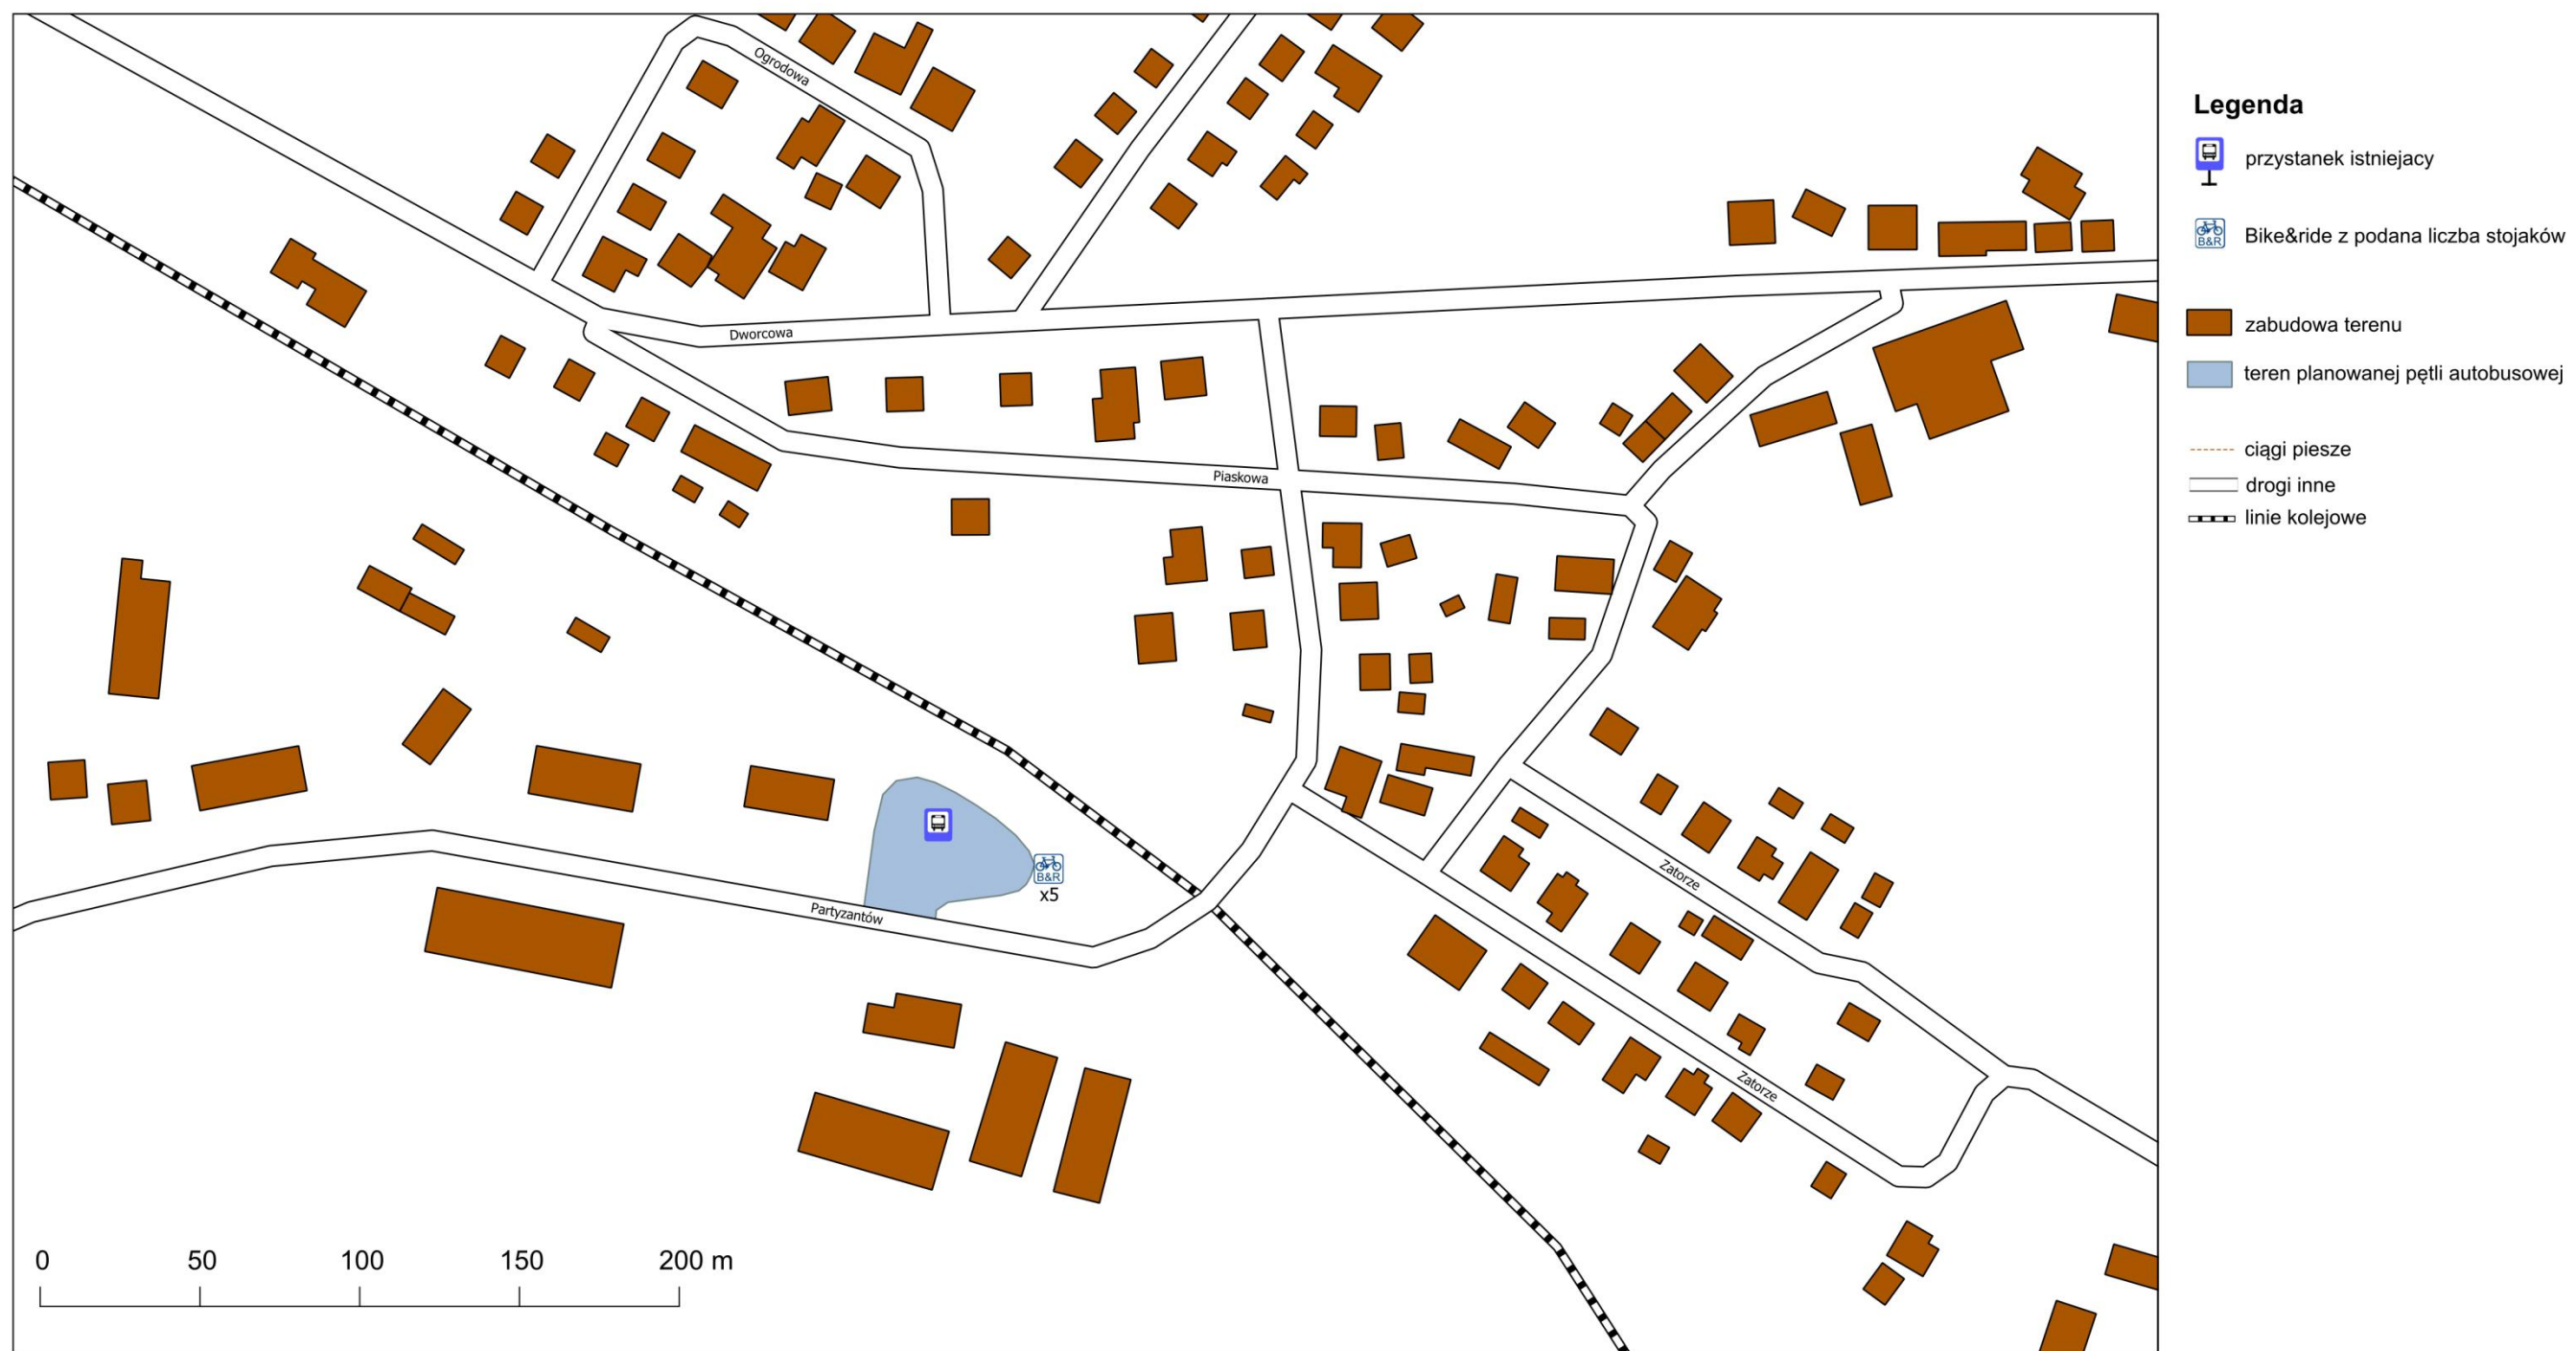 Ogrodowa
Dworcowa
Piaskowa
Zatorze
Partyzantów
Zatorze
B&R
x5
0 50 100 150 200 m
Legenda
przystanek istniejacy
B&R
Bike&ride z podana liczba stojaków
zabudowa terenu
teren planowanej pętli autobusowej
ciągi piesze
drogi inne
linie kolejowe